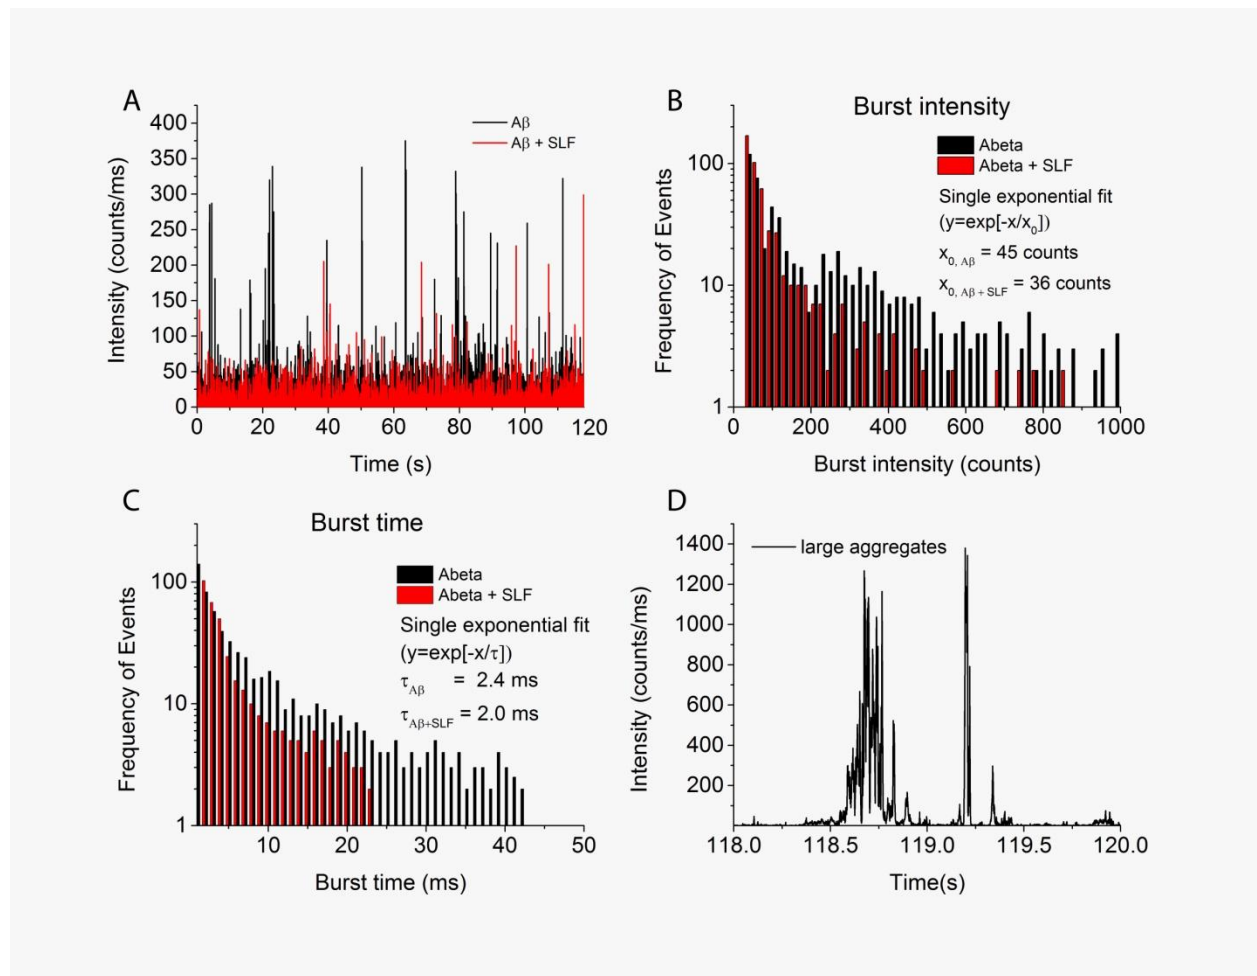 A
Intensity (counts/ms)
400
350
300
250
200
150
100
50
0
Aβ
Aβ + SLF
0 20 40 60 80 100 120
Time (s)
B
Burst intensity
Frequency of Events
100
10
1
Abeta
Abeta + SLF
Single exponential fit
(y=exp[-x/x0])
x0, Aβ = 45 counts
x0, Aβ + SLF = 36 counts
0 200 400 600 800 1000
Burst intensity (counts)
C
Burst time
Frequency of Events
100
10
1
Abeta
Abeta + SLF
Single exponential fit
(y=exp[-x/τ])
τAβ = 2.4 ms
τAβ+SLF = 2.0 ms
10 20 30 40 50
Burst time (ms)
D
Intensity (counts/ms)
1400
1200
1000
800
600
400
200
large aggregates
118.0 118.5 119.0 119.5 120.0
Time(s)